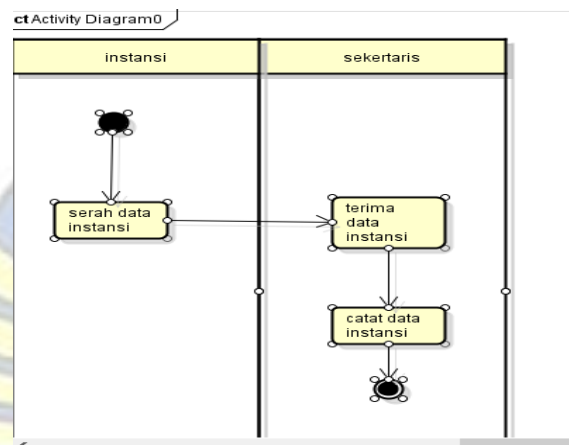 ct Activity Diagram0
instansi
sekertaris
serah data
instansi
terima
data
instansi
catat data
instansi